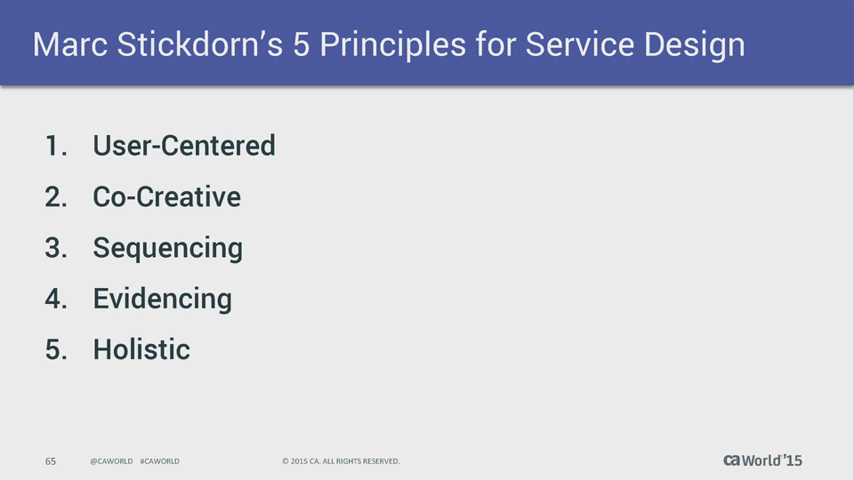 Marc Stickdorn's 5 Principles for Service Design
1. User-Centered
2. Co-Creative
3. Sequencing
4. Evidencing
5. Holistic
65 @CAWORLD #CAWORLD © 2015 CA. ALL RIGHTS RESERVED. ca World '15